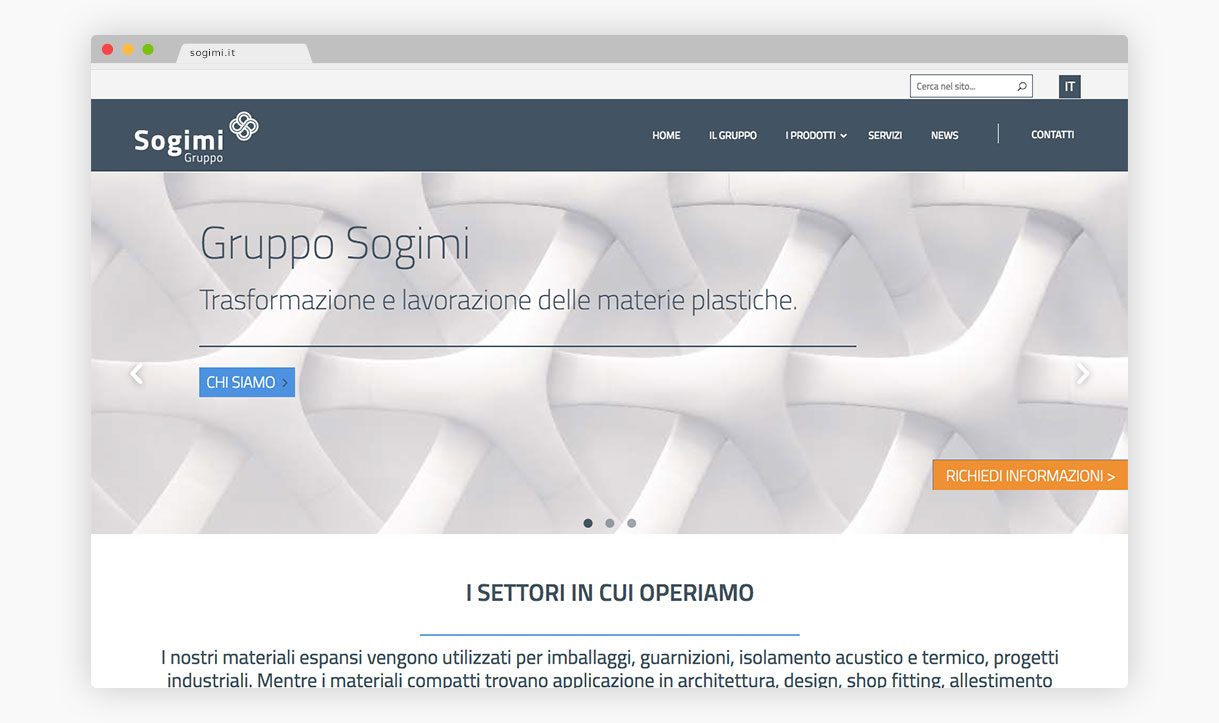 sogimi.it
Cerca nel sito...
IT
Sogimi
Gruppo
HOME
IL GRUPPO
I PRODOTTI
SERVIZI
NEWS
CONTATTI
Gruppo Sogimi
Trasformazione e lavorazione delle materie plastiche.
CHI SIAMO >
RICHIEDI INFORMAZIONI >
I SETTORI IN CUI OPERIAMO
I nostri materiali espansi vengono utilizzati per imballaggi, guarnizioni, isolamento acustico e termico, progetti
industriali. Mentre i materiali compatti trovano applicazione in architettura, design, shop fitting, allestimento